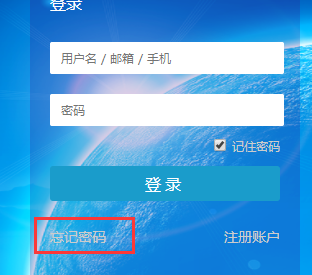 登录
用户名 / 邮箱 / 手机
密码
记住密码
登 录
忘记密码 注册账户